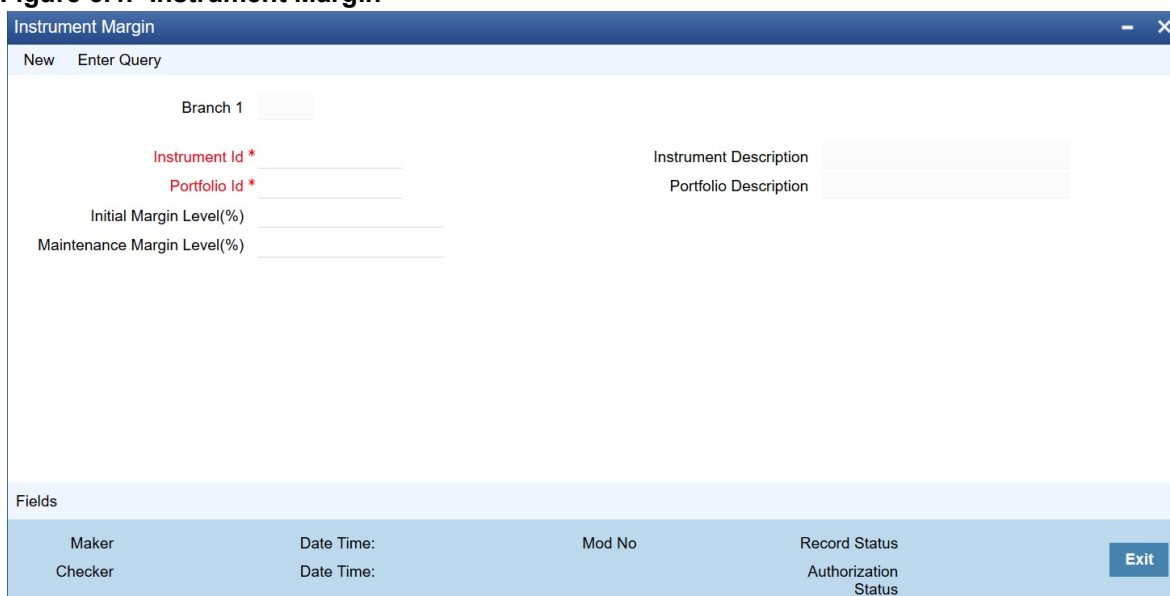 Instrument Margin
New Enter Query
Branch 1
Instrument Id * Instrument Description
Portfolio Id * Portfolio Description
Initial Margin Level(%)
Maintenance Margin Level(%)
Fields
Maker Date Time: Mod No Record Status
Checker Date Time: Authorization Status
Exit